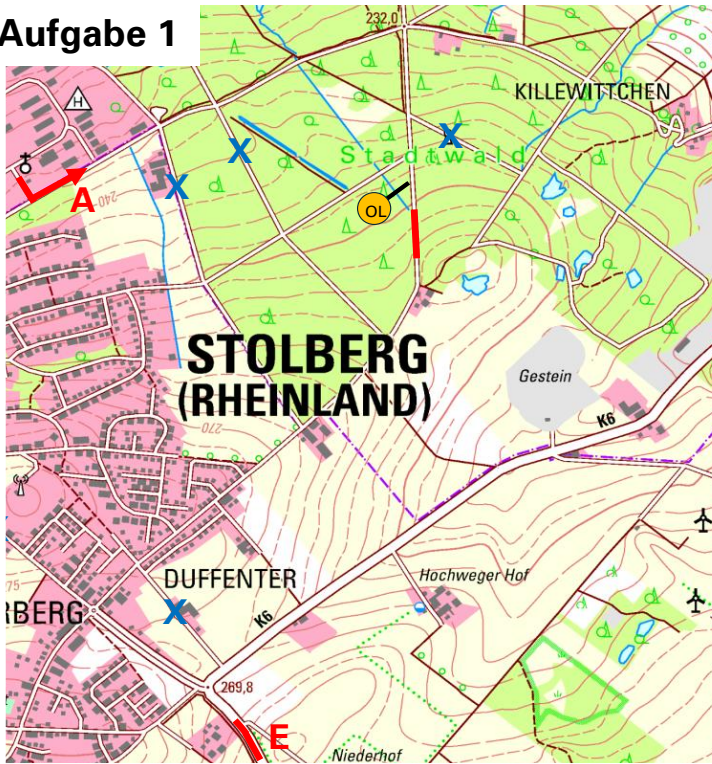 Aufgabe 1
232,0
H
KILLEWITTCHEN
X
X
X
Stadtwald
A
240
OL
STOLBERG
(RHEINLAND)
Gestein
270
K6
DUFFENTER
Hochweger Hof
75
X
RBERG
K6
269,8
E
Niederhof